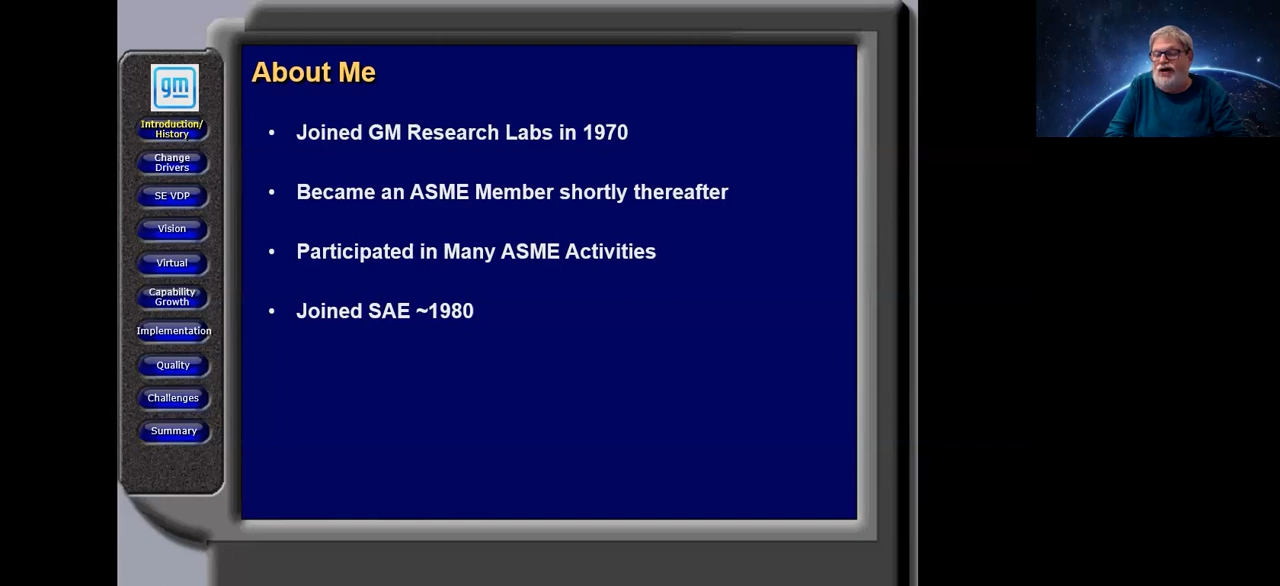 gm
Introduction/
History
Change
Drivers
SE VDP
Vision
Virtual
Capability
Growth
Implementation
Quality
Challenges
Summary
About Me
• Joined GM Research Labs in 1970
• Became an ASME Member shortly thereafter
• Participated in Many ASME Activities
• Joined SAE ~1980